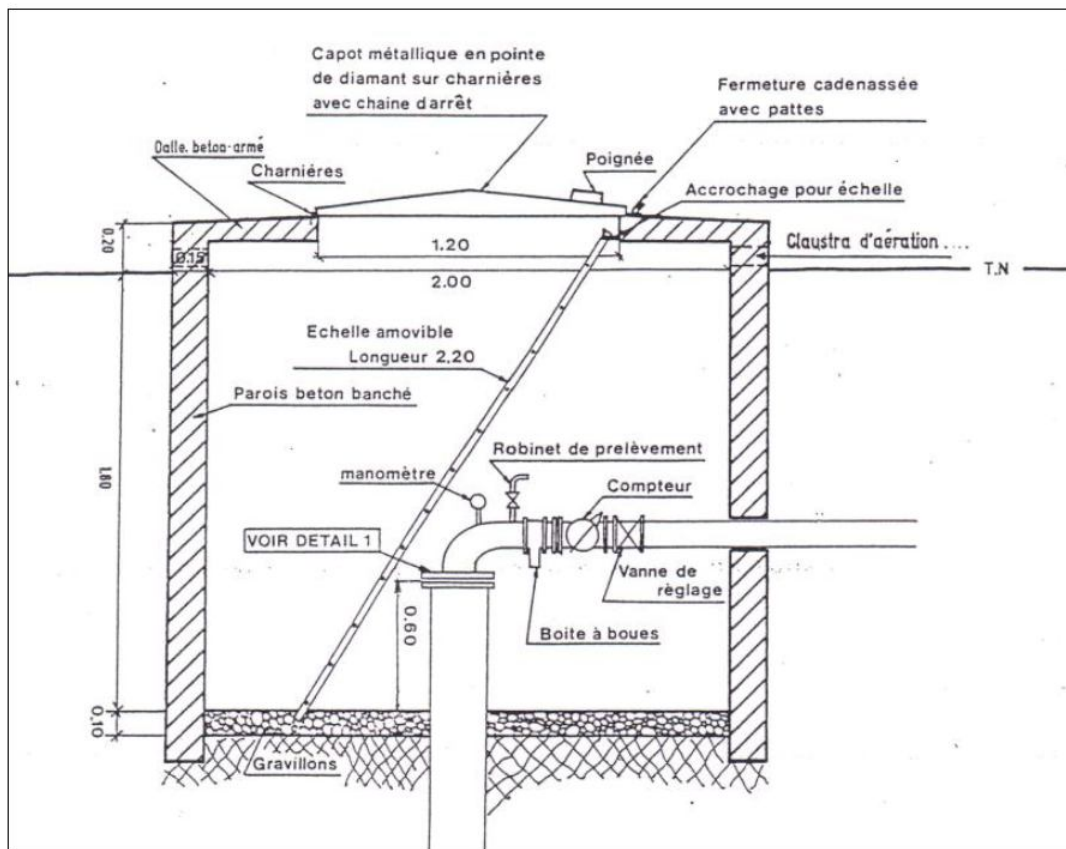 Capot métallique en pointe
de diamant sur charnières
avec chaine d'arrêt
Fermeture cadenassée
avec pattes
Dalle. beton-armé
Charniéres
Poignée
Accrochage pour échelle
0.20
1.20
Claustra d'aération ....
0.15
2.00
T.N
Echelle amovible
Longueur 2,20
Parois beton banché
1.80
Robinet de prelèvement
manomètre
Compteur
VOIR DETAIL 1
Vanne de
règlage
0.60
Boite à boues
0.10
Gravillons